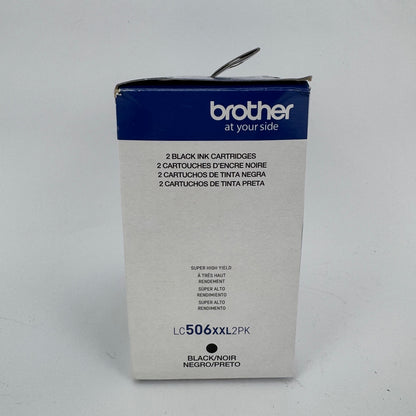 brother
at your side
2 BLACK INK CARTRIDGES
2 CARTOUCHES D'ENCRE NOIRE
2 CARTUCHOS DE TINTA NEGRA
2 CARTUCHOS DE TINTA PRETA
SUPER HIGH YIELD
À TRÈS HAUT
RENDEMENT
SÚPER ALTO
RENDIMIENTO
SUPER ALTO
RENDIMENTO
LC506XXL2PK
BLACK/NOIR
NEGRO/PRETO